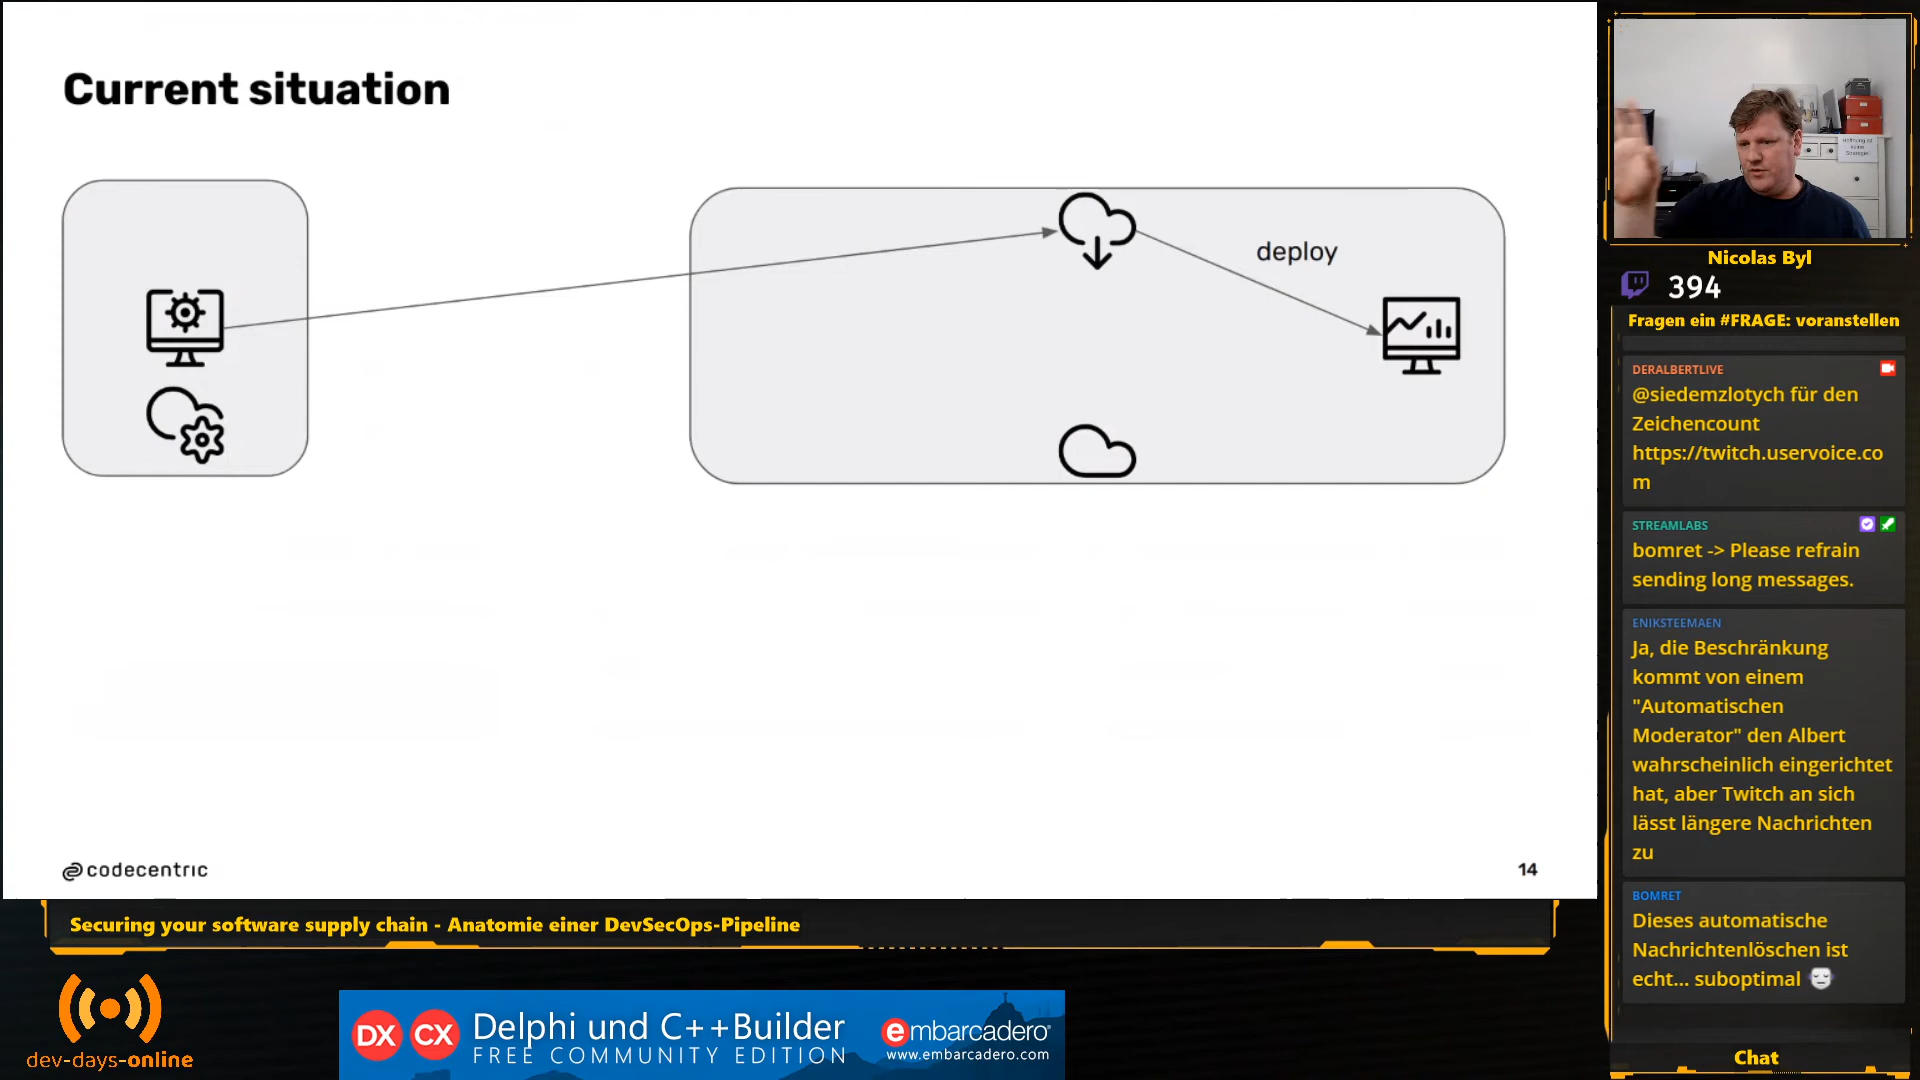 Current situation
deploy
codecentric
14
Securing your software supply chain - Anatomie einer DevSecOps-Pipeline
dev-days-online
DX CX Delphi und C++Builder
FREE COMMUNITY EDITION
embarcadero
www.embarcadero.com
Hoffnung ist
keine
Strategie!
Nicolas Byl
394
Fragen ein #FRAGE: voranstellen
DERALBERTLIVE
@siedemzlotych für den
Zeichencount
https://twitch.uservoice.co
m
STREAMLABS
bomret -> Please refrain
sending long messages.
ENIKSTEEMAEN
Ja, die Beschränkung
kommt von einem
"Automatischen
Moderator" den Albert
wahrscheinlich eingerichtet
hat, aber Twitch an sich
lässt längere Nachrichten
zu
BOMRET
Dieses automatische
Nachrichtenlöschen ist
echt... suboptimal
Chat